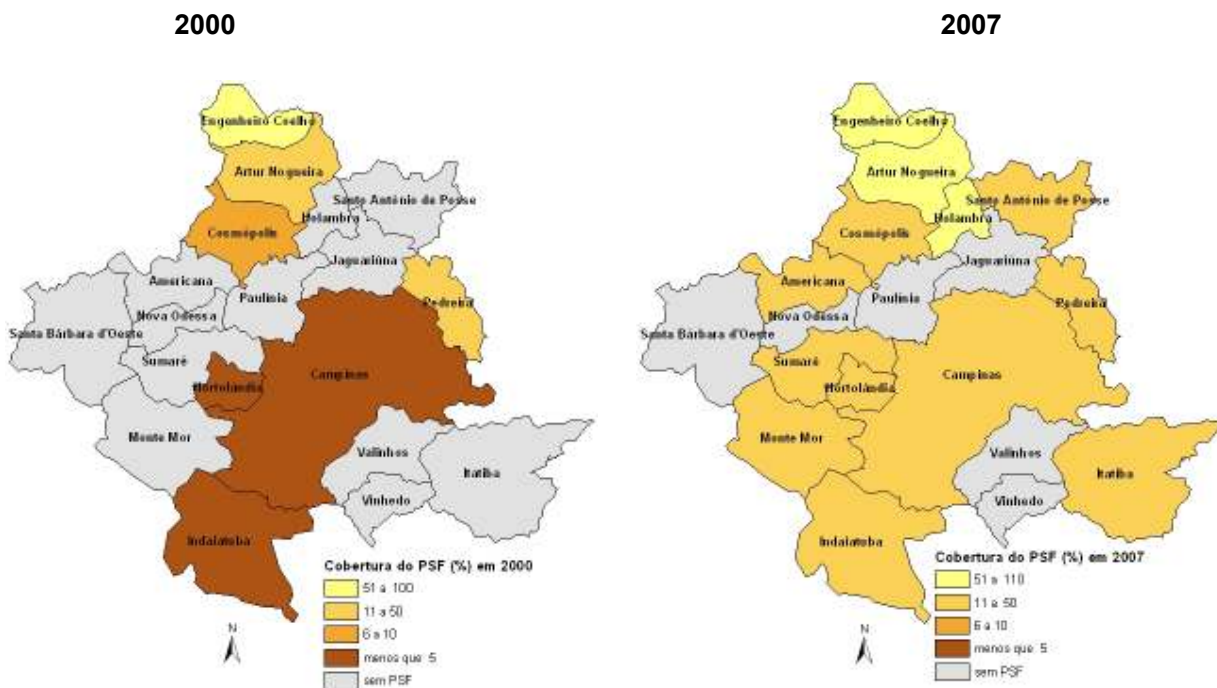 2000
2007
Engenheiro Coelho
Artur Nogueira
Santo Antônio de Posse
Holambra
Cosmópolis
Jaguariúna
Americana
Paulínia
Pedreira
Nova Odessa
Santa Bárbara d'Oeste
Sumaré
Campinas
Hortolândia
Monte Mor
Valinhos
Itatiba
Vinhedo
Indaiatuba
Cobertura do PSF (%) em 2000
51 a 100
11 a 50
6 a 10
menos que 5
sem PSF
N
Engenheiro Coelho
Artur Nogueira
Santo Antônio de Posse
Holambra
Cosmópolis
Jaguariúna
Americana
Paulínia
Pedreira
Nova Odessa
Santa Bárbara d'Oeste
Sumaré
Campinas
Hortolândia
Monte Mor
Valinhos
Itatiba
Vinhedo
Indaiatuba
Cobertura do PSF (%) em 2007
51 a 110
11 a 50
6 a 10
menos que 5
sem PSF
N